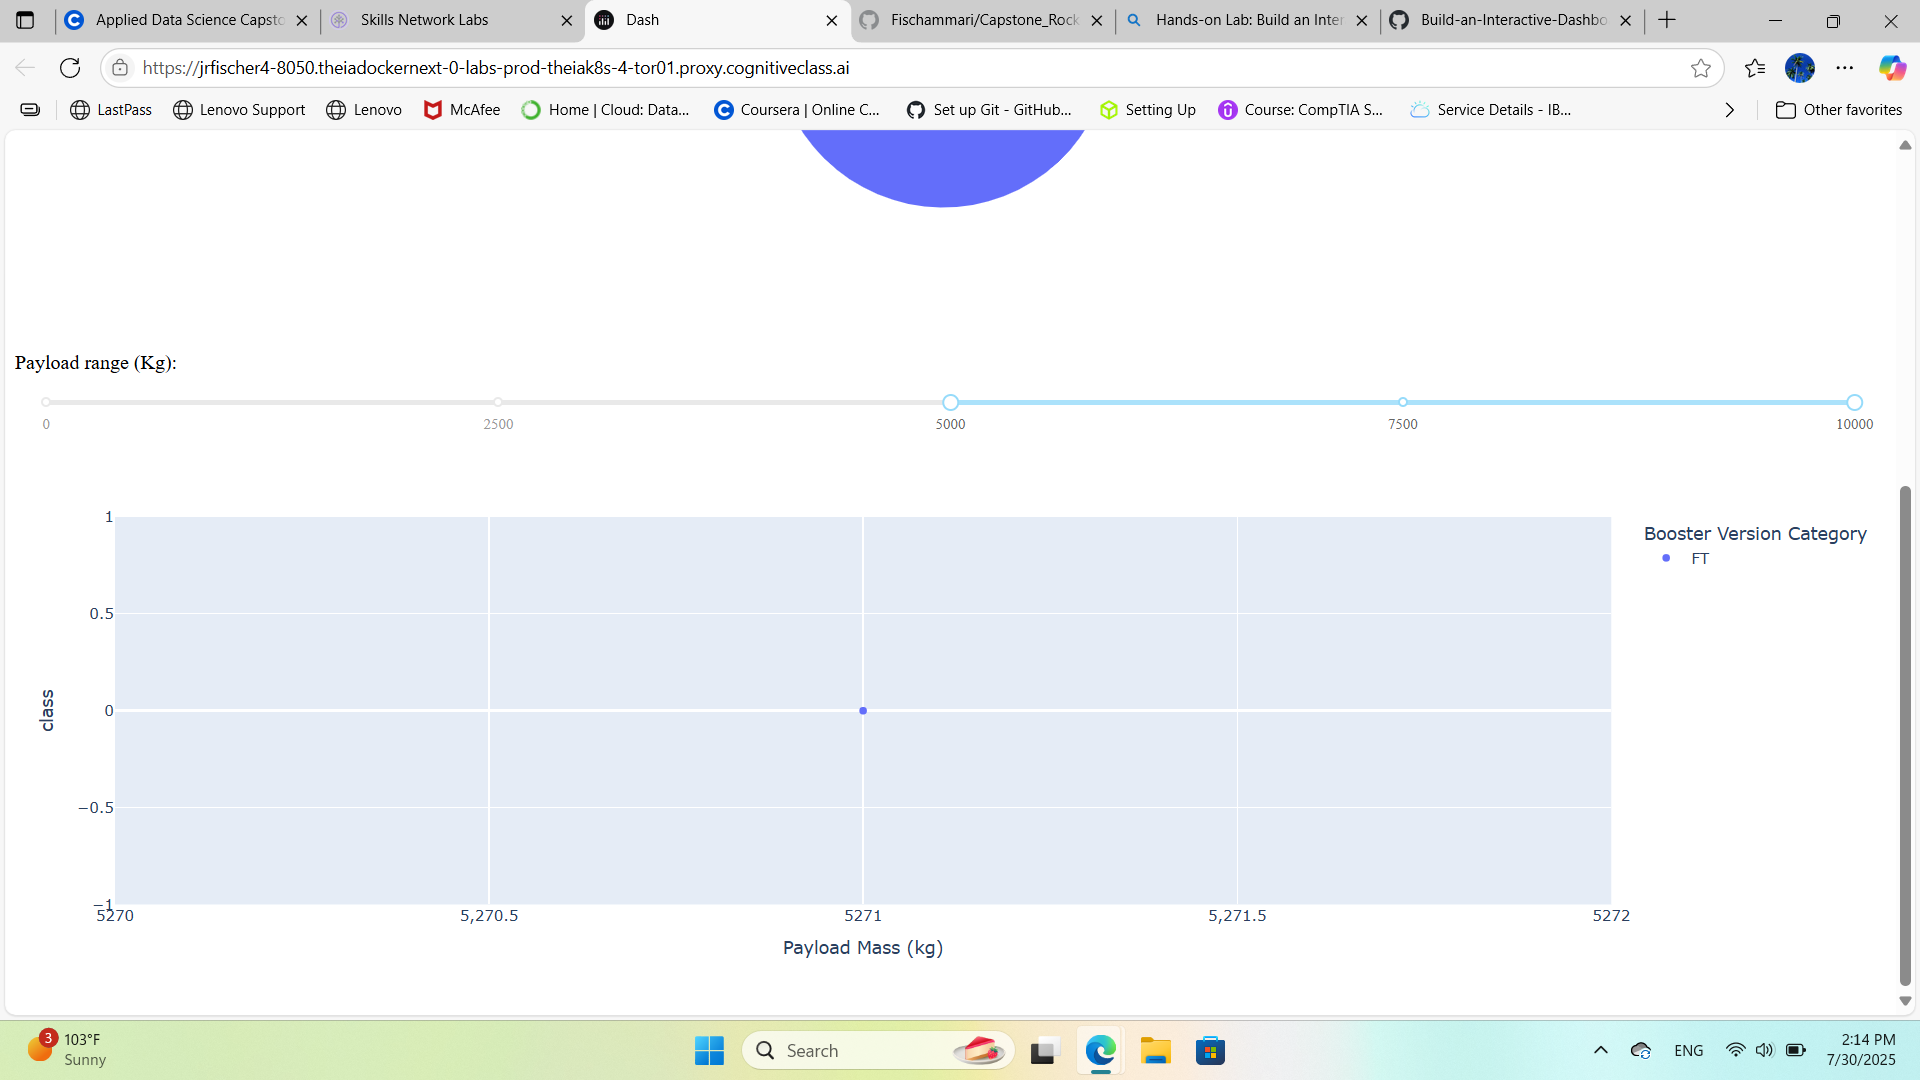 Applied Data Science Capsto
Skills Network Labs
Dash
Fischammari/Capstone_Rock
Hands-on Lab: Build an Inter
Build-an-Interactive-Dashbo
https://jrfischer4-8050.theiadockernext-0-labs-prod-theiak8s-4-tor01.proxy.cognitiveclass.ai
LastPass
Lenovo Support
Lenovo
McAfee
Home | Cloud: Data...
Coursera | Online C...
Set up Git - GitHub...
Setting Up
Course: CompTIA S...
Service Details - IB...
Other favorites
Payload range (Kg):
0
2500
5000
7500
10000
1
0.5
0
−0.5
−1
class
5270
5,270.5
5271
5,271.5
5272
Payload Mass (kg)
Booster Version Category
FT
3
103°F
Sunny
Search
ENG
2:14 PM
7/30/2025